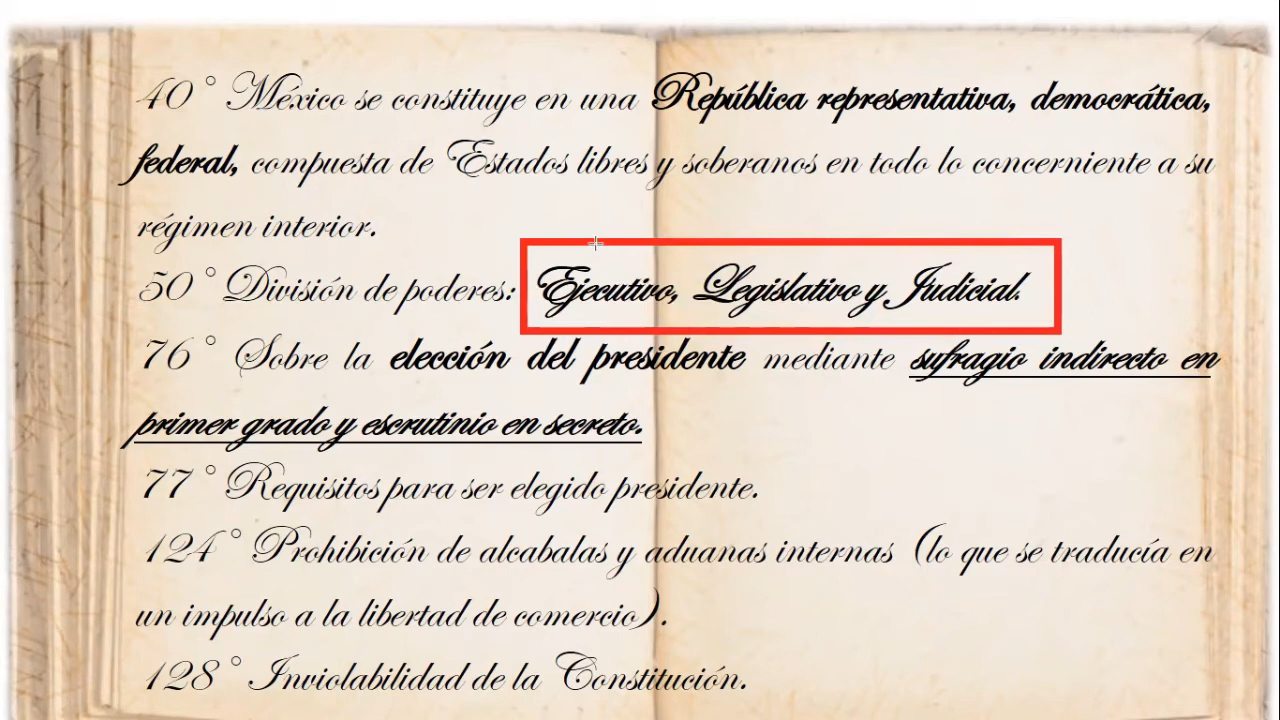 40° México se constituye en una República representativa, democrática,
federal, compuesta de Estados libres y soberanos en todo lo concerniente a su
régimen interior.
50° División de poderes: Ejecutivo, Legislativo y Judicial.
76° Sobre la elección del presidente mediante sufragio indirecto en
primer grado y escrutinio en secreto.
77° Requisitos para ser elegido presidente.
124° Prohibición de alcabalas y aduanas internas (lo que se traducía en
un impulso a la libertad de comercio).
128° Inviolabilidad de la Constitución.